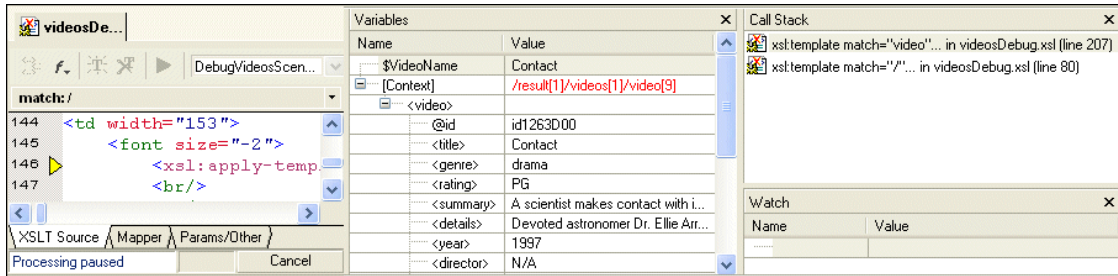 videosDe...
DebugVideosScen...
match: /
144 <td width="153">
145 <font size="-2">
146 <xsl:apply-temp
147 <br/>
XSLT Source Mapper Params/Other
Processing paused Cancel
Variables
Name Value
$VideoName Contact
[Context] /result[1]/videos[1]/video[9]
<video>
@id id1263D00
<title> Contact
<genre> drama
<rating> PG
<summary> A scientist makes contact with i...
<details> Devoted astronomer Dr. Ellie Arr...
<year> 1997
<director> N/A
Call Stack
xsl:template match="video"... in videosDebug.xsl (line 207)
xsl:template match="/"... in videosDebug.xsl (line 80)
Watch
Name Value